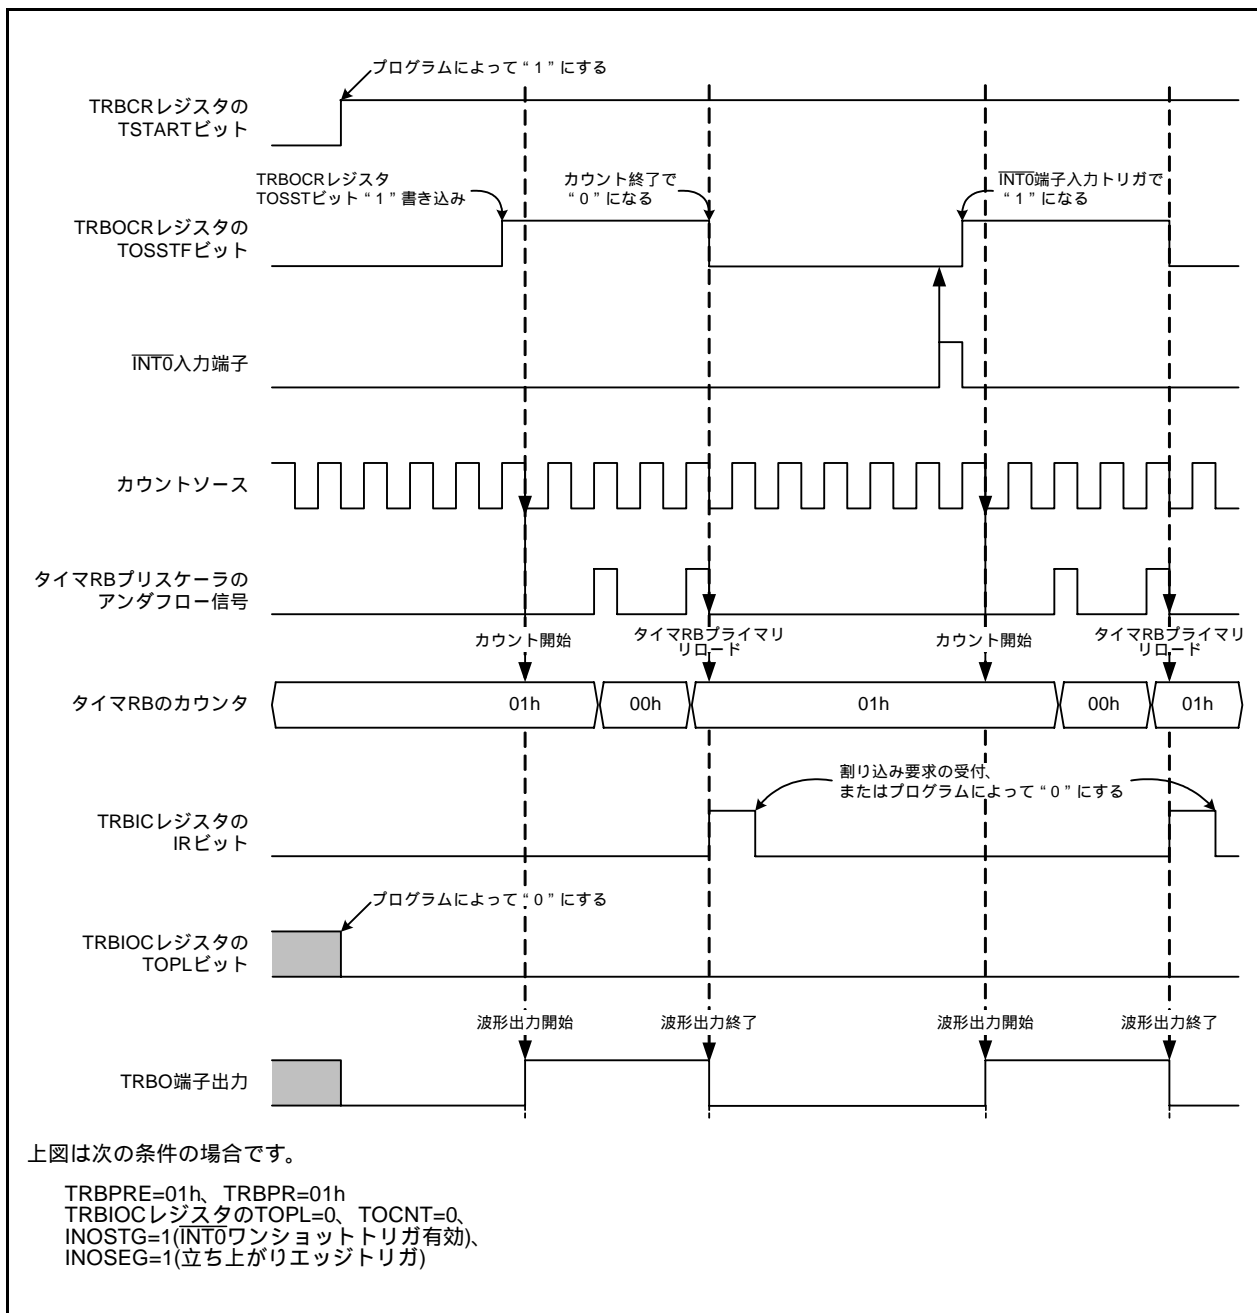 プログラムによって“1”にする
TRBCRレジスタの
TSTARTビット
TRBOCRレジスタ
TOSSTビット“1”書き込み
カウント終了で
“0”になる
INT0端子入力トリガで
“1”になる
TRBOCRレジスタの
TOSSTFビット
INT0入力端子
カウントソース
タイマRBプリスケーラの
アンダフロー信号
カウント開始
タイマRBプライマリ
リロード
カウント開始
タイマRBプライマリ
リロード
タイマRBのカウンタ
01h
00h
01h
00h
01h
割り込み要求の受付、
またはプログラムによって“0”にする
TRBICレジスタの
IRビット
プログラムによって“0”にする
TRBIOCレジスタの
TOPLビット
波形出力開始
波形出力終了
波形出力開始
波形出力終了
TRBO端子出力
上図は次の条件の場合です。
TRBPRE=01h、TRBPR=01h
TRBIOCレジスタのTOPL=0、TOCNT=0、
INOSTG=1(INT0ワンショットトリガ有効)、
INOSEG=1(立ち上がりエッジトリガ)